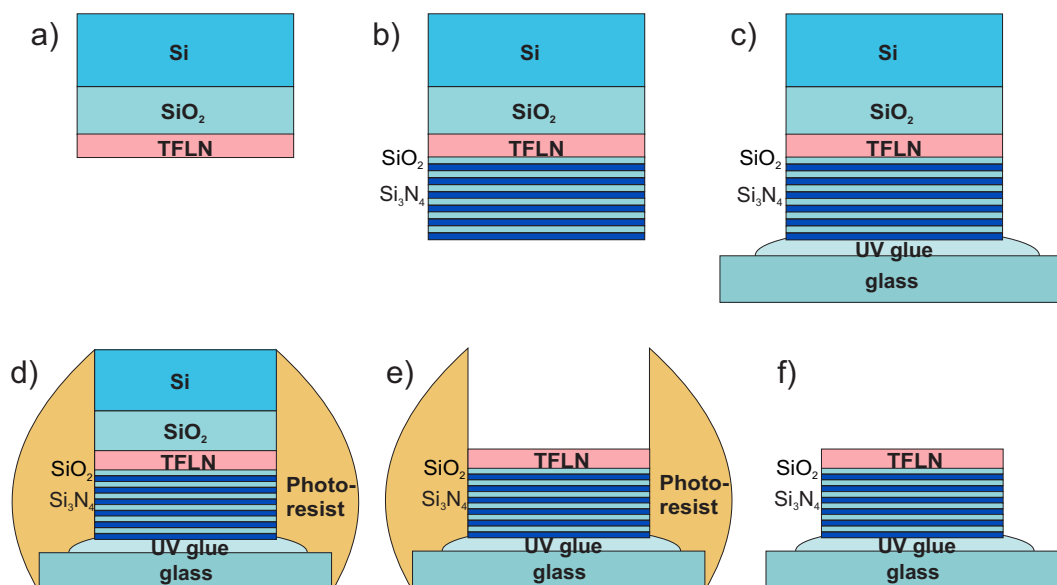 a)
Si
SiO₂
TFLN
b)
Si
SiO₂
TFLN
SiO₂
Si₃N₄
c)
Si
SiO₂
TFLN
SiO₂
Si₃N₄
UV glue
glass
d)
Si
SiO₂
TFLN
SiO₂
Si₃N₄
Photo-
resist
UV glue
glass
e)
TFLN
SiO₂
Si₃N₄
Photo-
resist
UV glue
glass
f)
TFLN
SiO₂
Si₃N₄
UV glue
glass